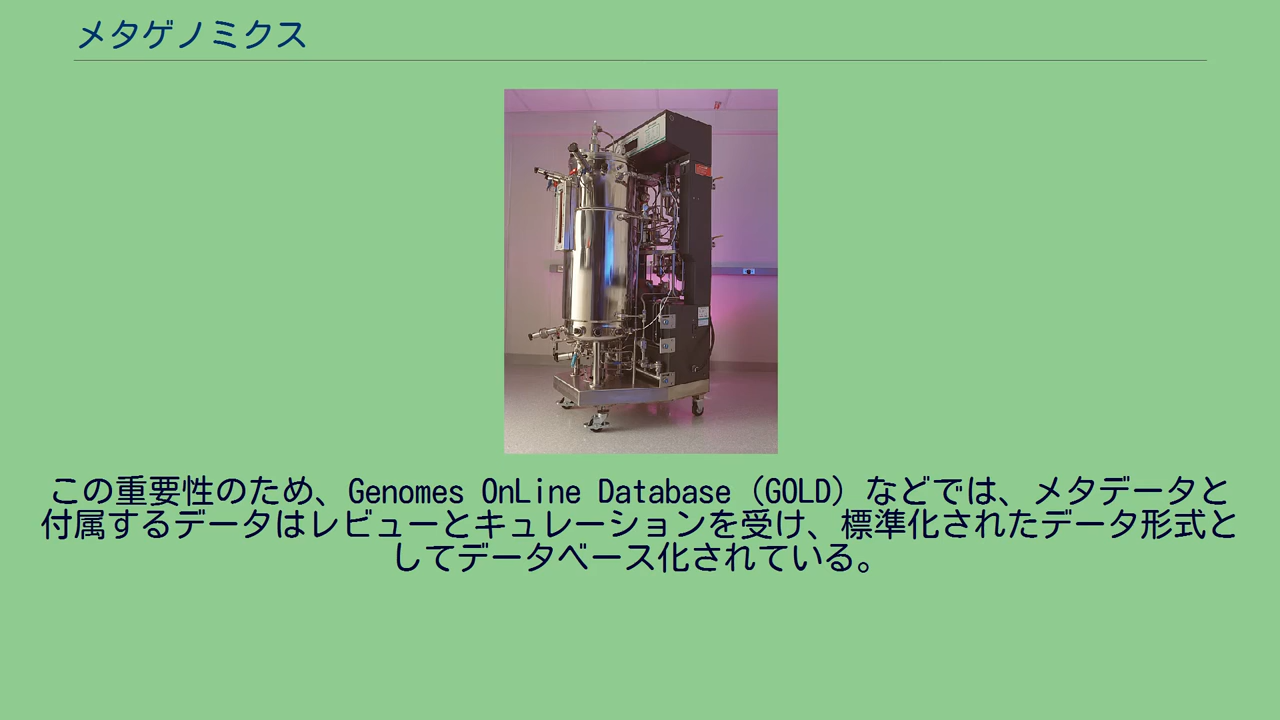 メタゲノミクス
この重要性のため、Genomes OnLine Database (GOLD) などでは、メタデータと
付属するデータはレビューとキュレーションを受け、標準化されたデータ形式と
してデータベース化されている。